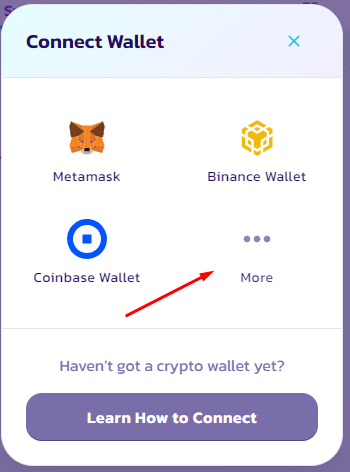 Connect Wallet
Metamask
Binance Wallet
Coinbase Wallet
More
Haven't got a crypto wallet yet?
Learn How to Connect